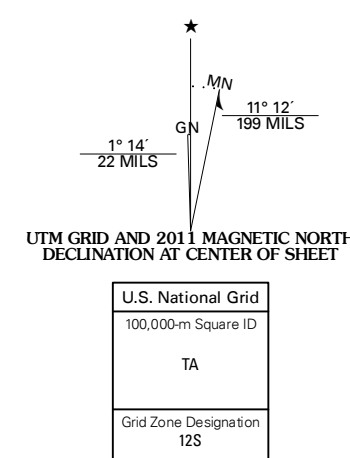 ★
MN
GN
11° 12´
199 MILS
1° 14´
22 MILS
UTM GRID AND 2011 MAGNETIC NORTH
DECLINATION AT CENTER OF SHEET
U.S. National Grid
100,000-m Square ID
TA
Grid Zone Designation
12S